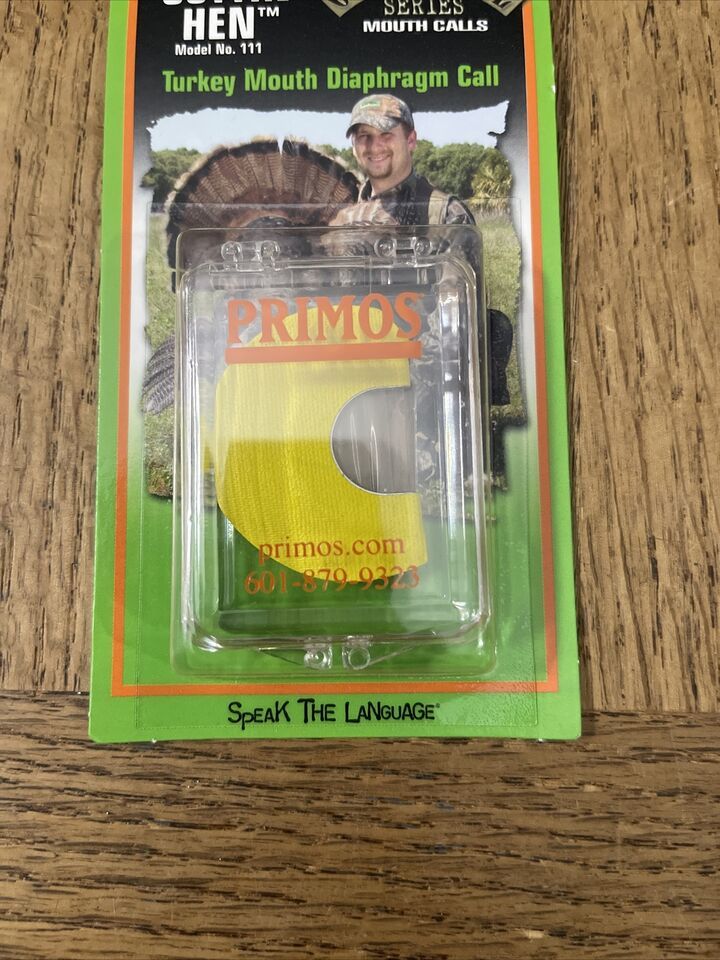 HEN™
Model No. 111
SERIES
MOUTH CALLS
Turkey Mouth Diaphragm Call
PRIMOS
primos.com
601-879-9323
SpeaK The LaNguage®